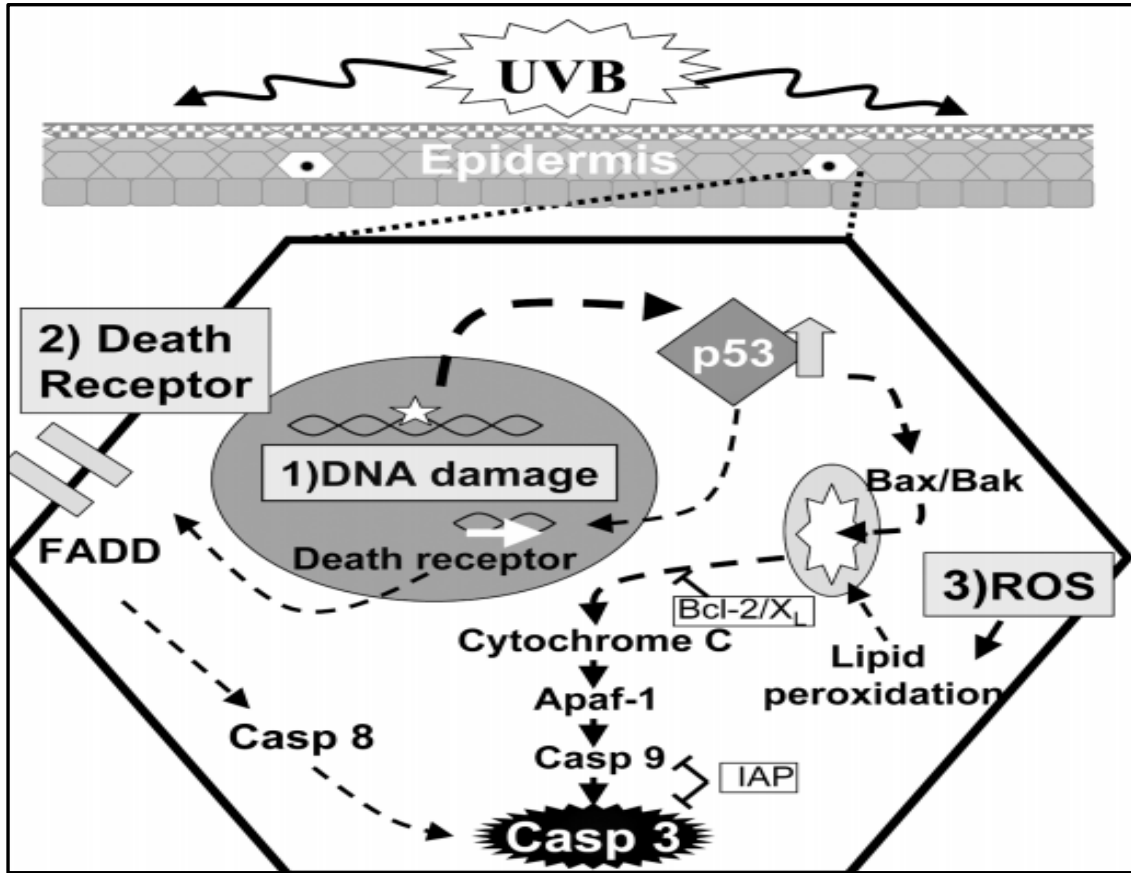 UVB
Epidermis
2) Death
Receptor
p53
1)DNA damage
Bax/Bak
FADD
Death receptor
3)ROS
Bcl-2/XL
Cytochrome C
Lipid
peroxidation
Apaf-1
Casp 8
Casp 9
IAP
Casp 3